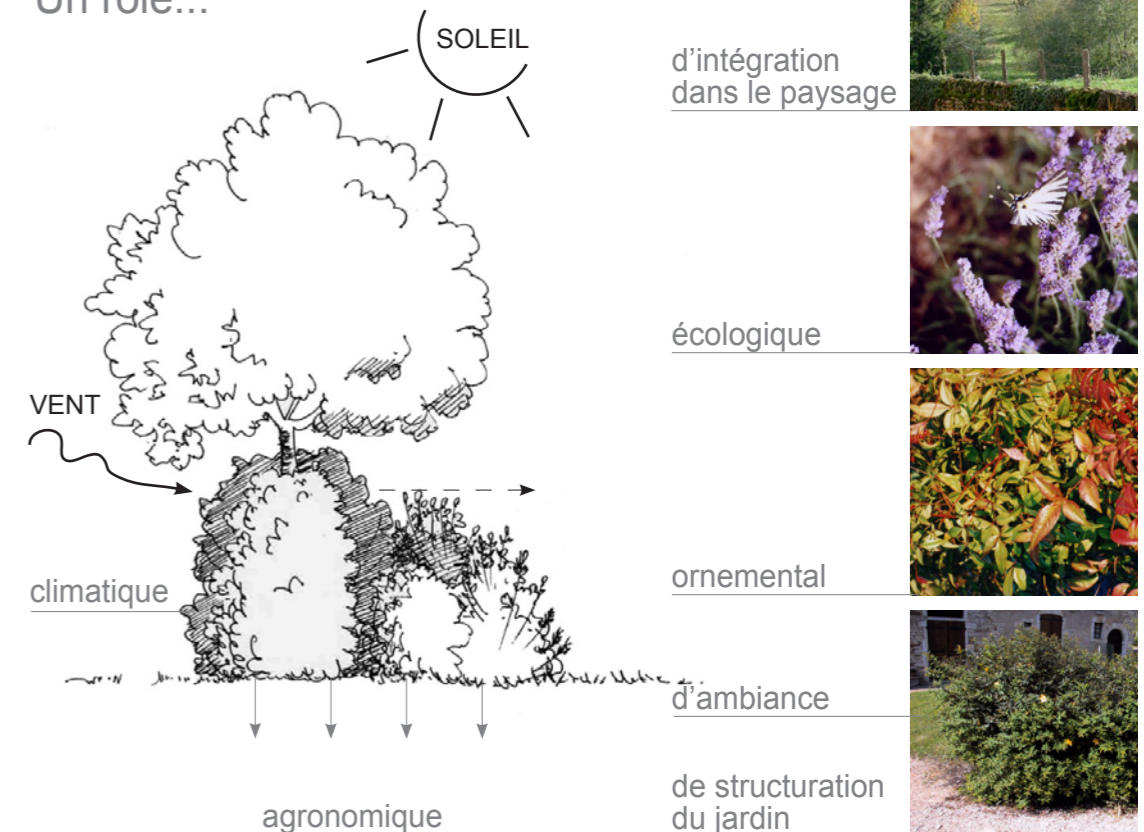 Un rôle...
SOLEIL
d'intégration
dans le paysage
écologique
VENT
climatique
ornemental
d'ambiance
de structuration
du jardin
agronomique